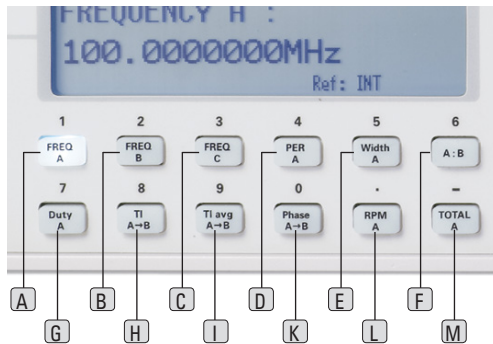 FREQUENCY A :
100.0000000MHz
Ref: INT
1 2 3 4 5 6
FREQ A FREQ B FREQ C PER A Width A A:B
7 8 9 0 . –
Duty A TI A→B TI avg A→B Phase A→B RPM A TOTAL A
A B C D E F
G H I K L M